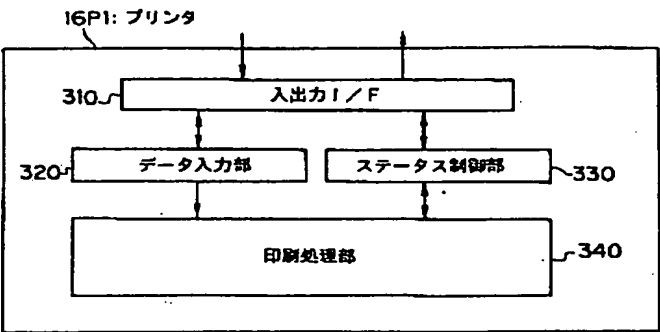 16P1: プリンタ
310
入出力I/F
320
データ入力部
ステータス制御部
330
印刷処理部
340